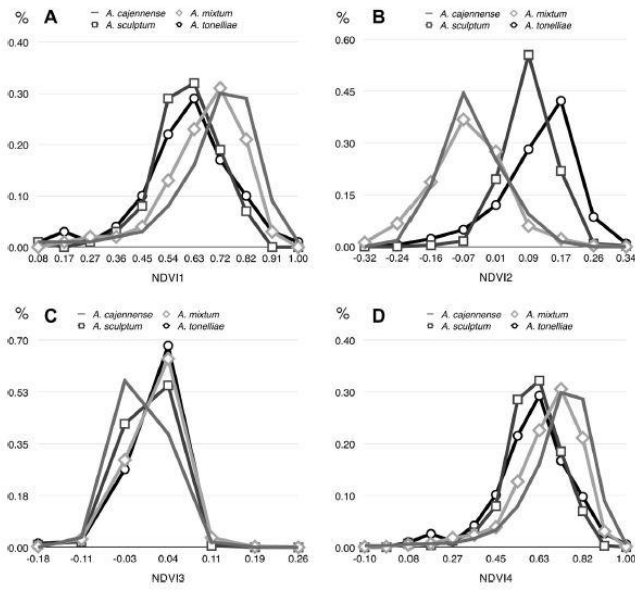 % A
A. cajennense A. mixtum
A. sculptum A. tonelliae
0.40
0.30
0.20
0.10
0.00
0.08 0.17 0.27 0.36 0.45 0.54 0.63 0.72 0.82 0.91 1.00
NDVI1
% B
A. cajennense A. mixtum
A. sculptum A. tonelliae
0.60
0.45
0.30
0.15
0.00
-0.32 -0.24 -0.16 -0.07 0.01 0.09 0.17 0.26 0.34
NDVI2
% C
A. cajennense A. mixtum
A. sculptum A. tonelliae
0.70
0.53
0.35
0.18
0.00
-0.18 -0.11 -0.03 0.04 0.11 0.19 0.26
NDVI3
% D
A. cajennense A. mixtum
A. sculptum A. tonelliae
0.40
0.30
0.20
0.10
0.00
-0.10 0.08 0.27 0.45 0.63 0.82 1.00
NDVI4